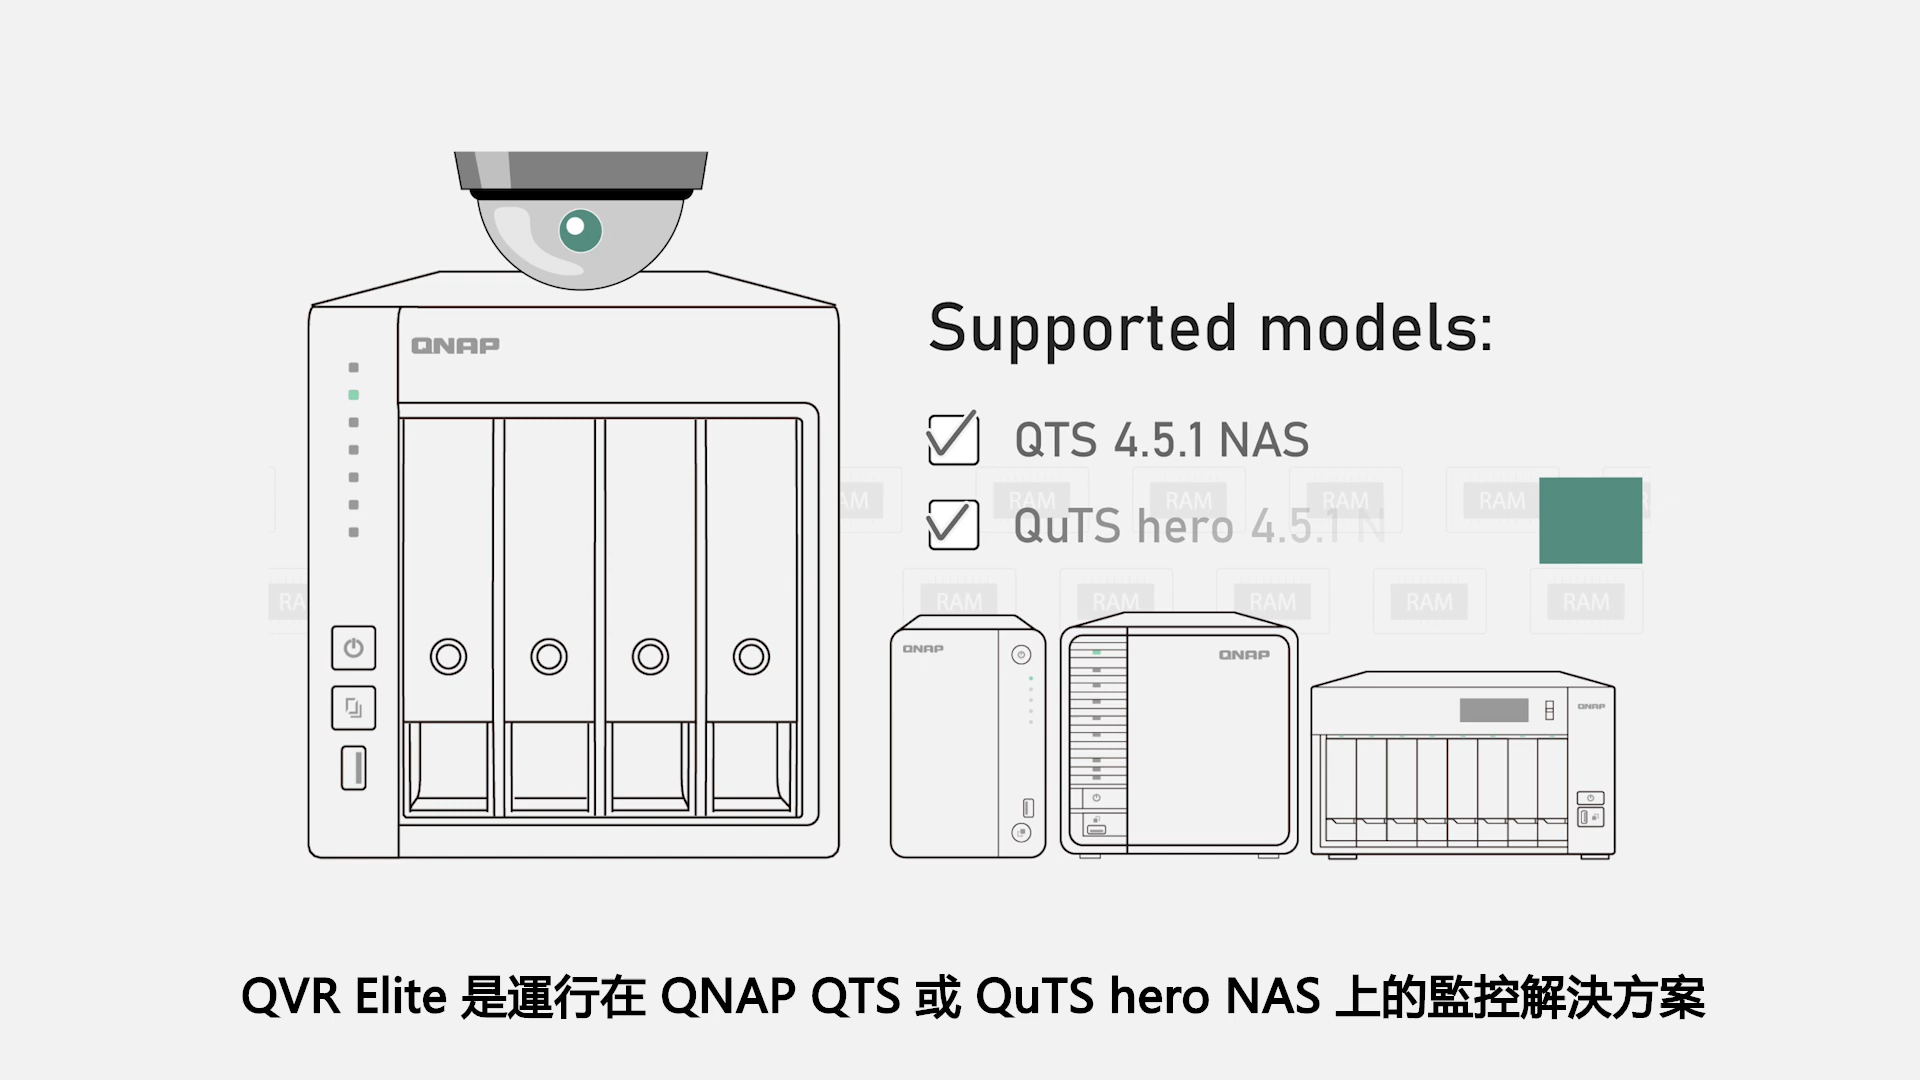 QNAP
Supported models:
QTS 4.5.1 NAS
RAM RAM RAM RAM
QuTS hero 4.5.1 N
RAM RAM RAM RAM RAM
QNAP
QNAP
QNAP
QVR Elite 是運行在 QNAP QTS 或 QuTS hero NAS 上的監控解決方案